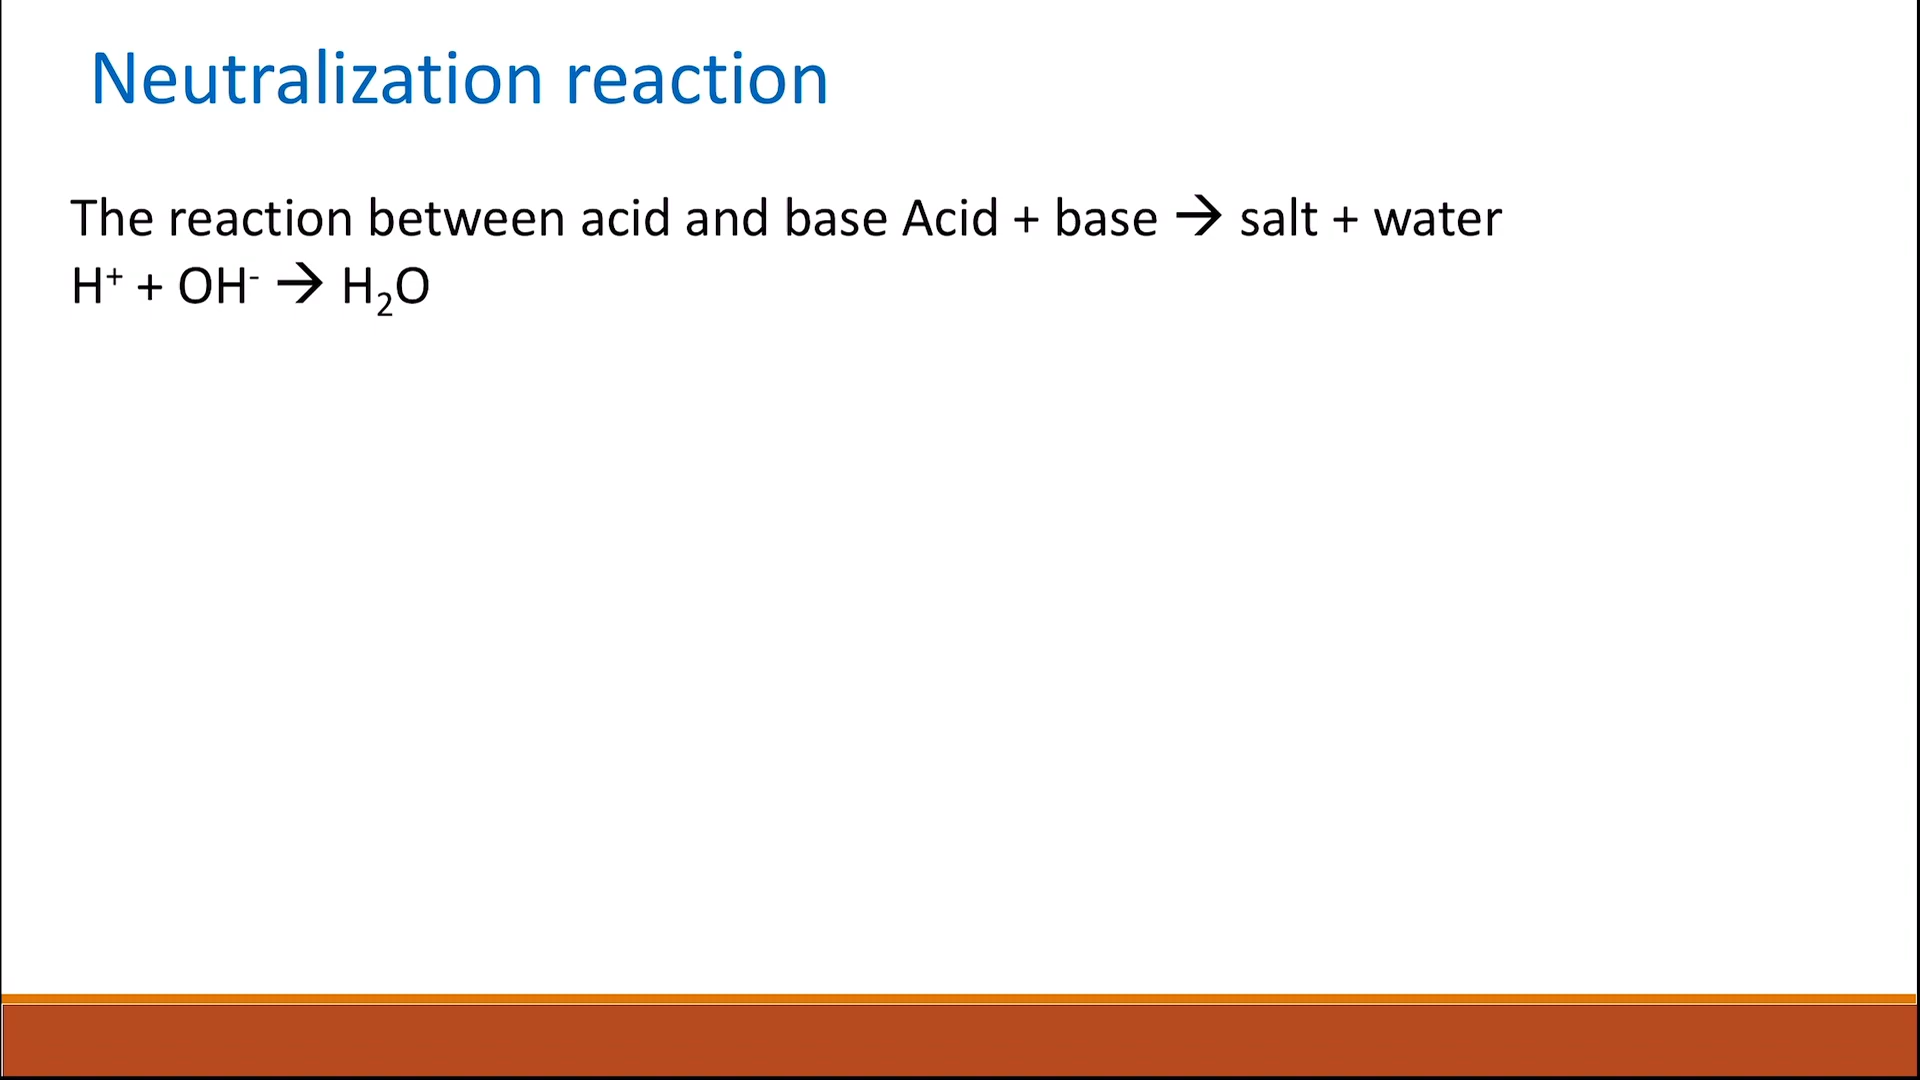 Neutralization reaction
The reaction between acid and base Acid + base → salt + water
H⁺ + OH⁻ → H₂O